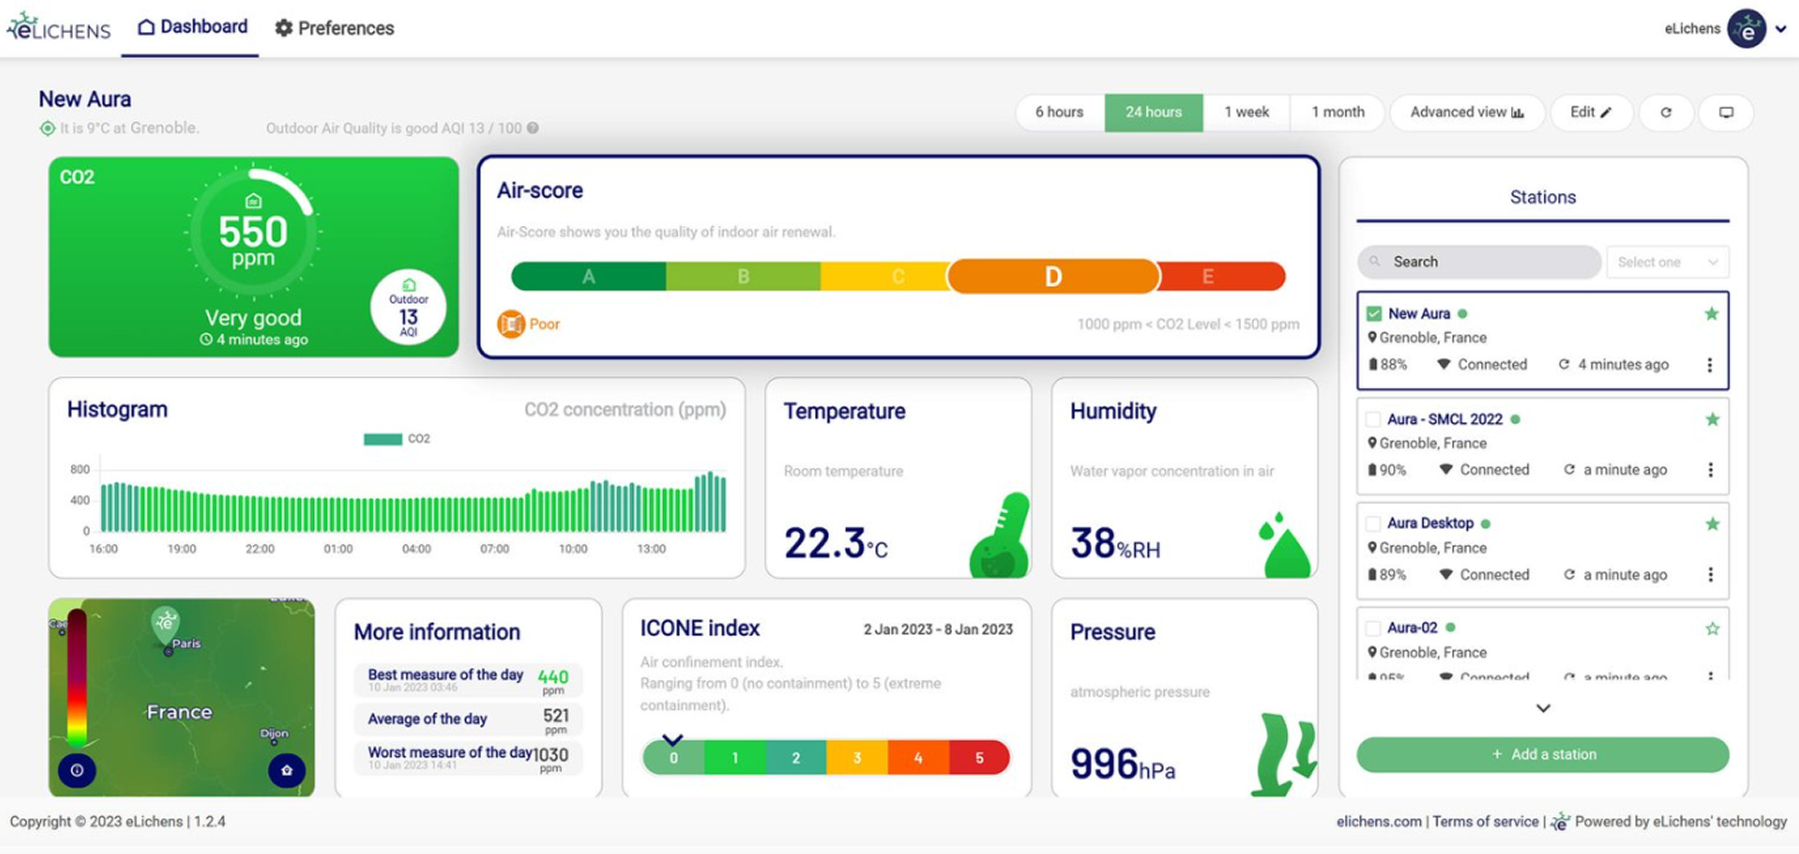 eLICHENS
Dashboard
Preferences
eLichens
New Aura
It is 9°C at Grenoble.
Outdoor Air Quality is good AQI 13 / 100
6 hours
24 hours
1 week
1 month
Advanced view
Edit
CO2
550
ppm
Very good
4 minutes ago
Outdoor
13
AQI
Air-score
Air-Score shows you the quality of indoor air renewal.
A
B
C
D
E
Poor
1000 ppm < CO2 Level < 1500 ppm
Histogram
CO2 concentration (ppm)
CO2
800
400
0
16:00
19:00
22:00
01:00
04:00
07:00
10:00
13:00
Temperature
Room temperature
22.3°C
Humidity
Water vapor concentration in air
38%RH
Paris
France
Dijon
More information
Best measure of the day
10 Jan 2023 03:46
440
ppm
Average of the day
521
ppm
Worst measure of the day
10 Jan 2023 14:41
1030
ppm
ICONE index
2 Jan 2023 - 8 Jan 2023
Air confinement index.
Ranging from 0 (no containment) to 5 (extreme
containment).
0
1
2
3
4
5
Pressure
atmospheric pressure
996hPa
Stations
Search
Select one
New Aura
Grenoble, France
88%
Connected
4 minutes ago
Aura - SMCL 2022
Grenoble, France
90%
Connected
a minute ago
Aura Desktop
Grenoble, France
89%
Connected
a minute ago
Aura-02
Grenoble, France
95%
Connected
a minute ago
+ Add a station
Copyright © 2023 eLichens | 1.2.4
elichens.com | Terms of service | Powered by eLichens' technology